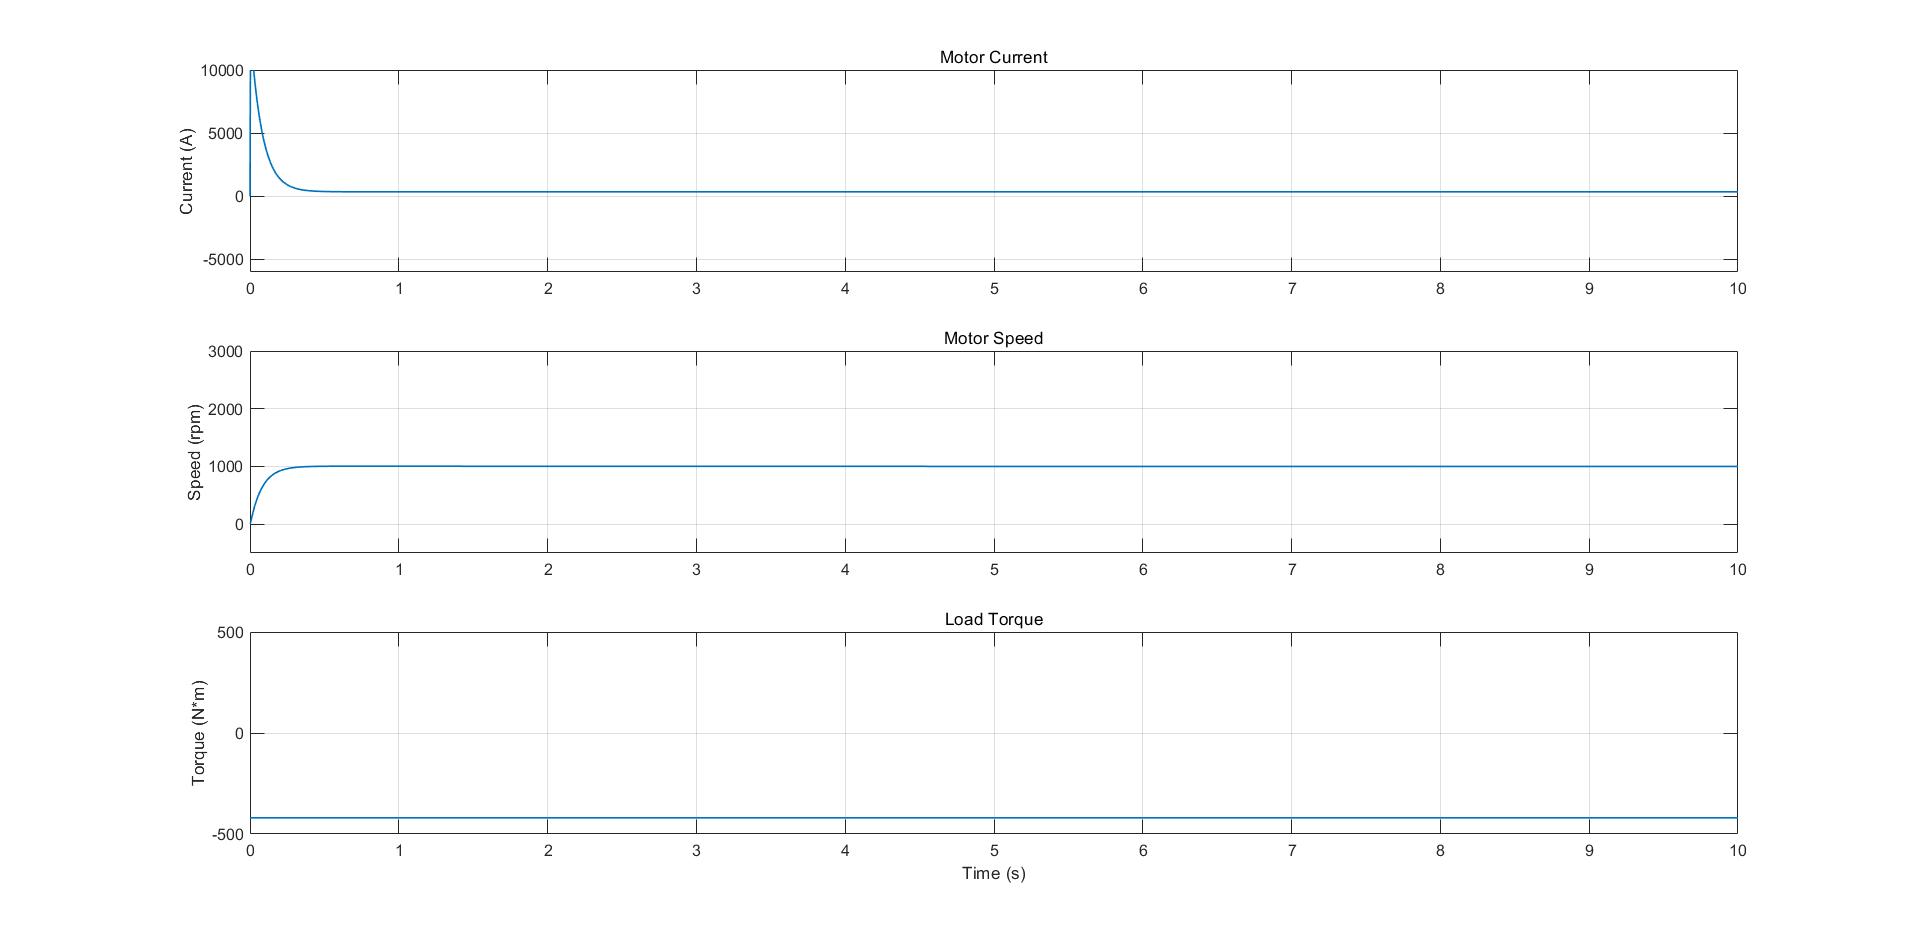 Motor Current
10000
5000
0
-5000
Current (A)
0 1 2 3 4 5 6 7 8 9 10
Motor Speed
3000
2000
1000
0
Speed (rpm)
0 1 2 3 4 5 6 7 8 9 10
Load Torque
500
0
-500
Torque (N*m)
0 1 2 3 4 5 6 7 8 9 10
Time (s)